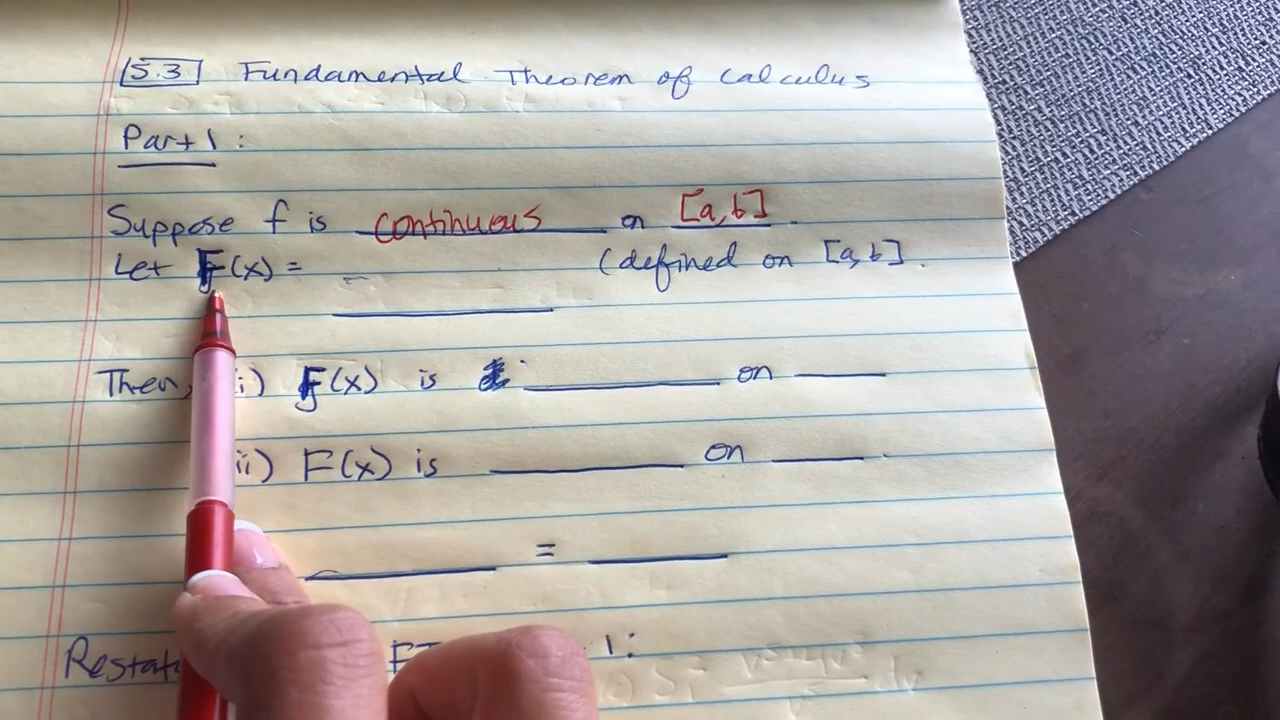 5.3 Fundamental Theorem of Calculus
Part 1:
Suppose f is continuous on [a,b].
Let F(x) = (defined on [a,b].
Then, i) F(x) is on
ii) F(x) is on
=
1: